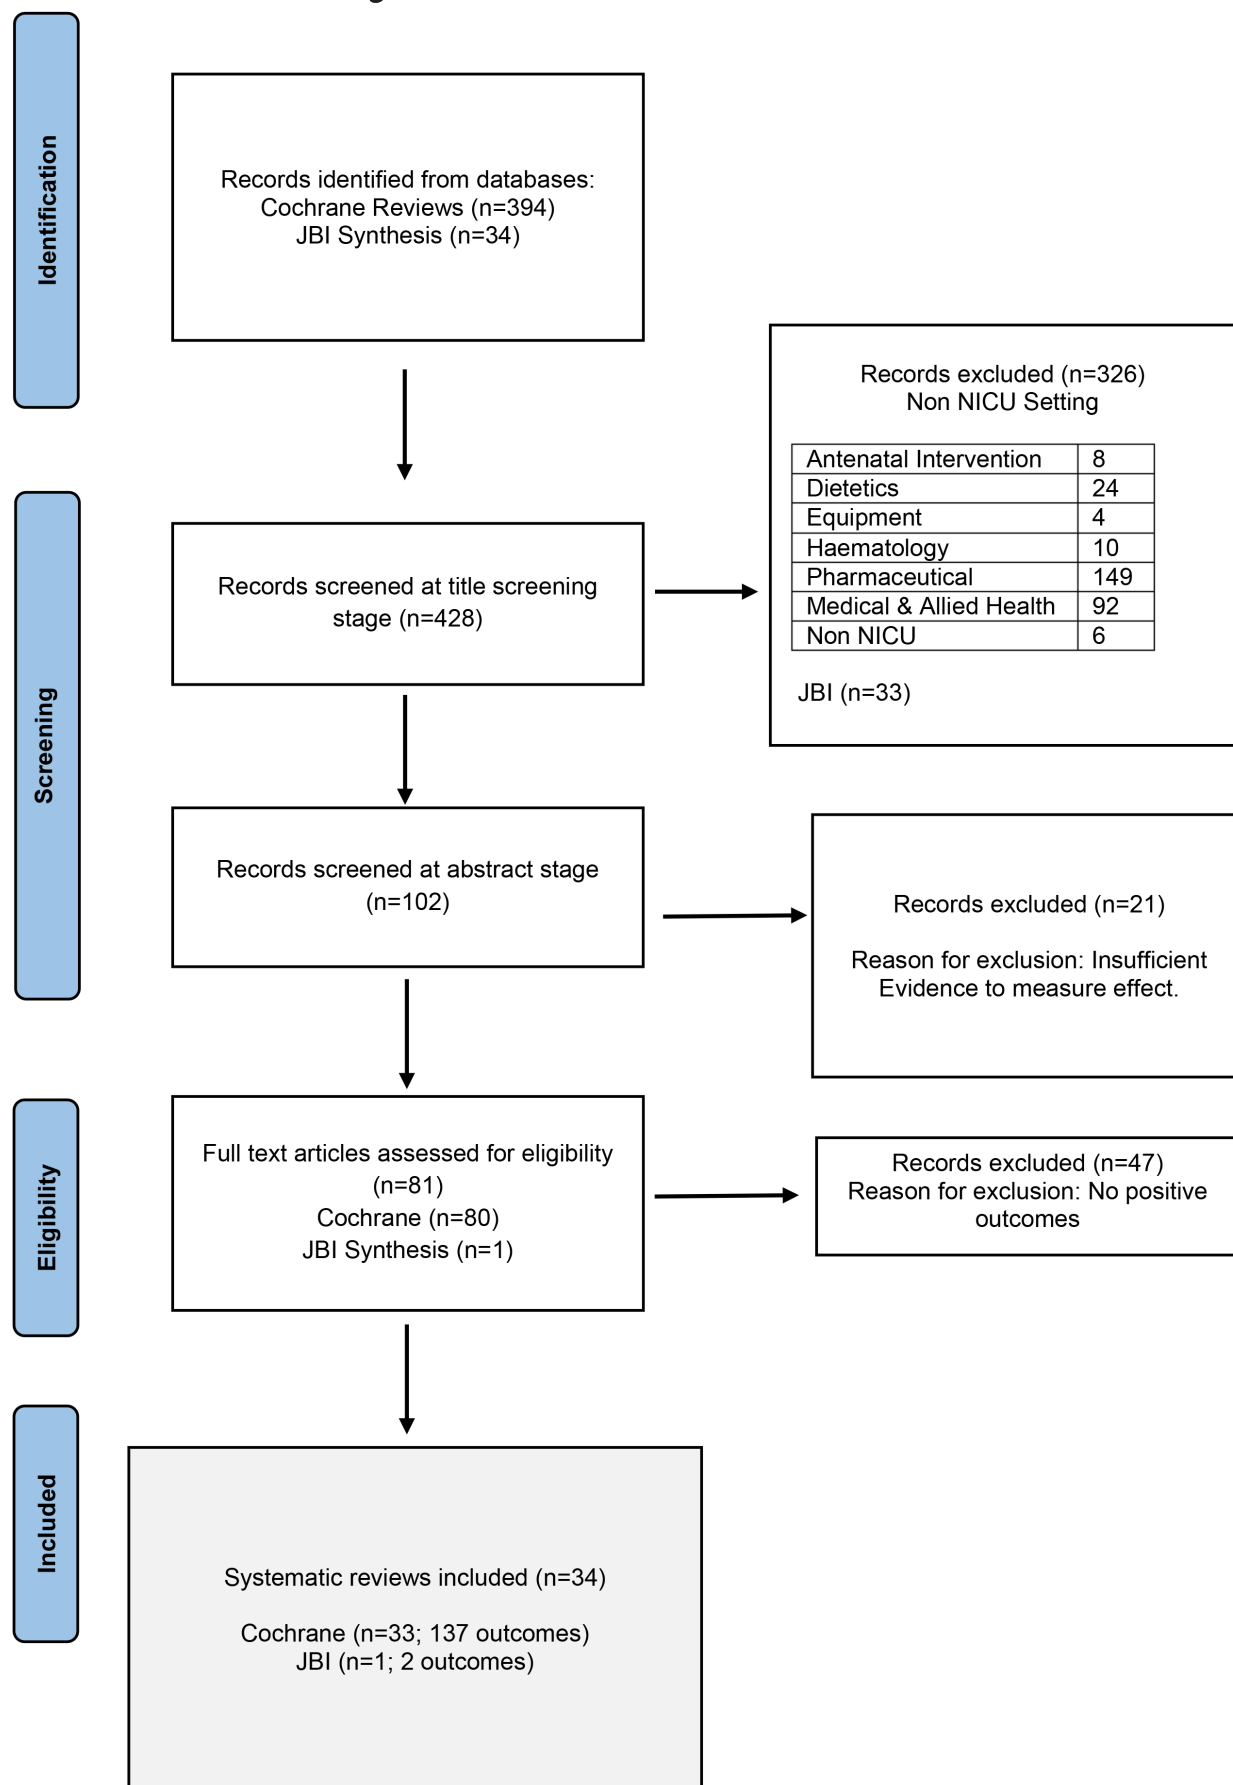 Identification
Records identified from databases:
Cochrane Reviews (n=394)
JBI Synthesis (n=34)
Records excluded (n=326)
Non NICU Setting
Antenatal Intervention 8
Dietetics 24
Equipment 4
Haematology 10
Pharmaceutical 149
Medical & Allied Health 92
Non NICU 6
JBI (n=33)
Screening
Records screened at title screening
stage (n=428)
Records screened at abstract stage
(n=102)
Records excluded (n=21)
Reason for exclusion: Insufficient
Evidence to measure effect.
Eligibility
Full text articles assessed for eligibility
(n=81)
Cochrane (n=80)
JBI Synthesis (n=1)
Records excluded (n=47)
Reason for exclusion: No positive
outcomes
Included
Systematic reviews included (n=34)
Cochrane (n=33; 137 outcomes)
JBI (n=1; 2 outcomes)